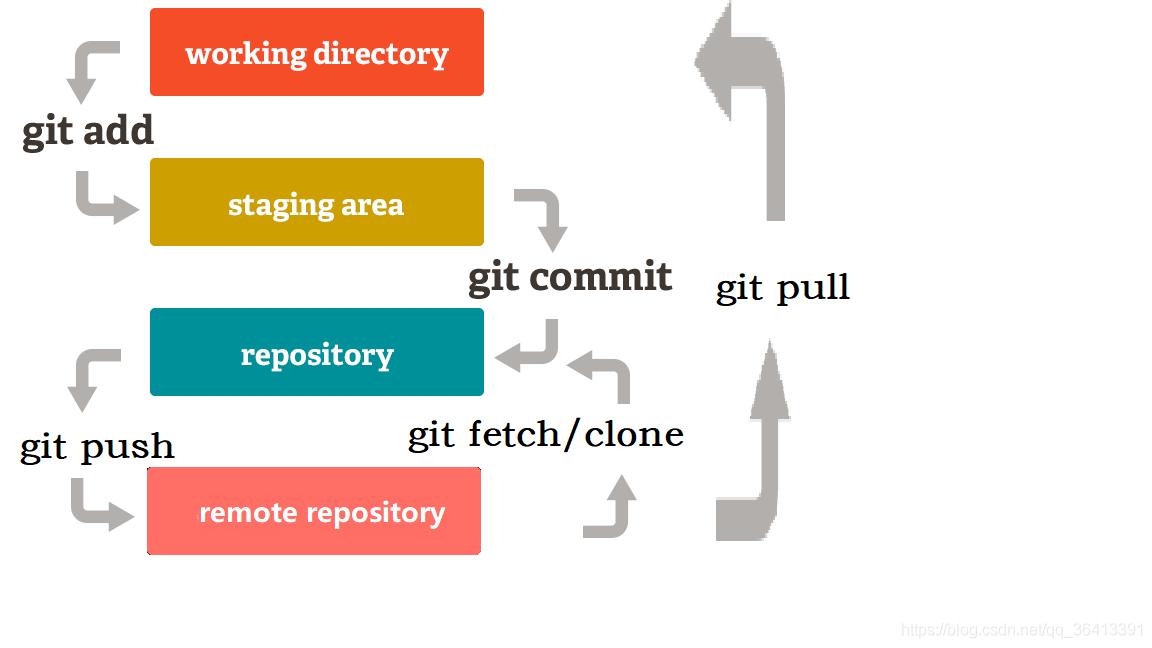 working directory
git add
staging area
git commit
git pull
repository
git push
git fetch/clone
remote repository
https://blog.csdn.net/qq_36413391